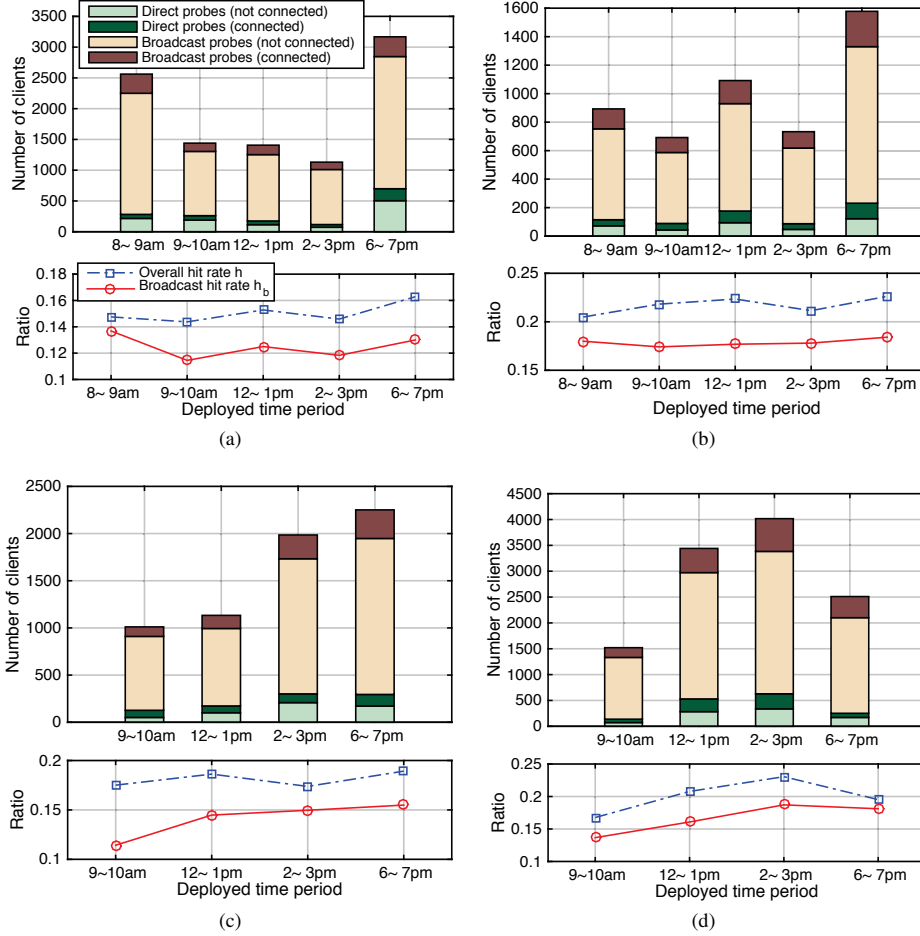 Direct probes (not connected)
Direct probes (connected)
Broadcast probes (not connected)
Broadcast probes (connected)
Number of clients
3500
3000
2500
2000
1500
1000
500
0
8~ 9am
9~10am
12~ 1pm
2~ 3pm
6~ 7pm
Overall hit rate h
Broadcast hit rate h_b
Ratio
0.18
0.16
0.14
0.12
0.1
8~ 9am
9~10am
12~ 1pm
2~ 3pm
6~ 7pm
Deployed time period
(a)
Number of clients
1600
1400
1200
1000
800
600
400
200
0
8~ 9am
9~10am
12~ 1pm
2~ 3pm
6~ 7pm
Ratio
0.25
0.2
0.15
8~ 9am
9~10am
12~ 1pm
2~ 3pm
6~ 7pm
Deployed time period
(b)
Number of clients
2500
2000
1500
1000
500
0
9~10am
12~ 1pm
2~ 3pm
6~ 7pm
Ratio
0.2
0.15
0.1
9~10am
12~ 1pm
2~ 3pm
6~ 7pm
Deployed time period
(c)
Number of clients
4500
4000
3500
3000
2500
2000
1500
1000
500
0
9~10am
12~ 1pm
2~ 3pm
6~ 7pm
Ratio
0.25
0.2
0.15
0.1
9~10am
12~ 1pm
2~ 3pm
6~ 7pm
Deployed time period
(d)